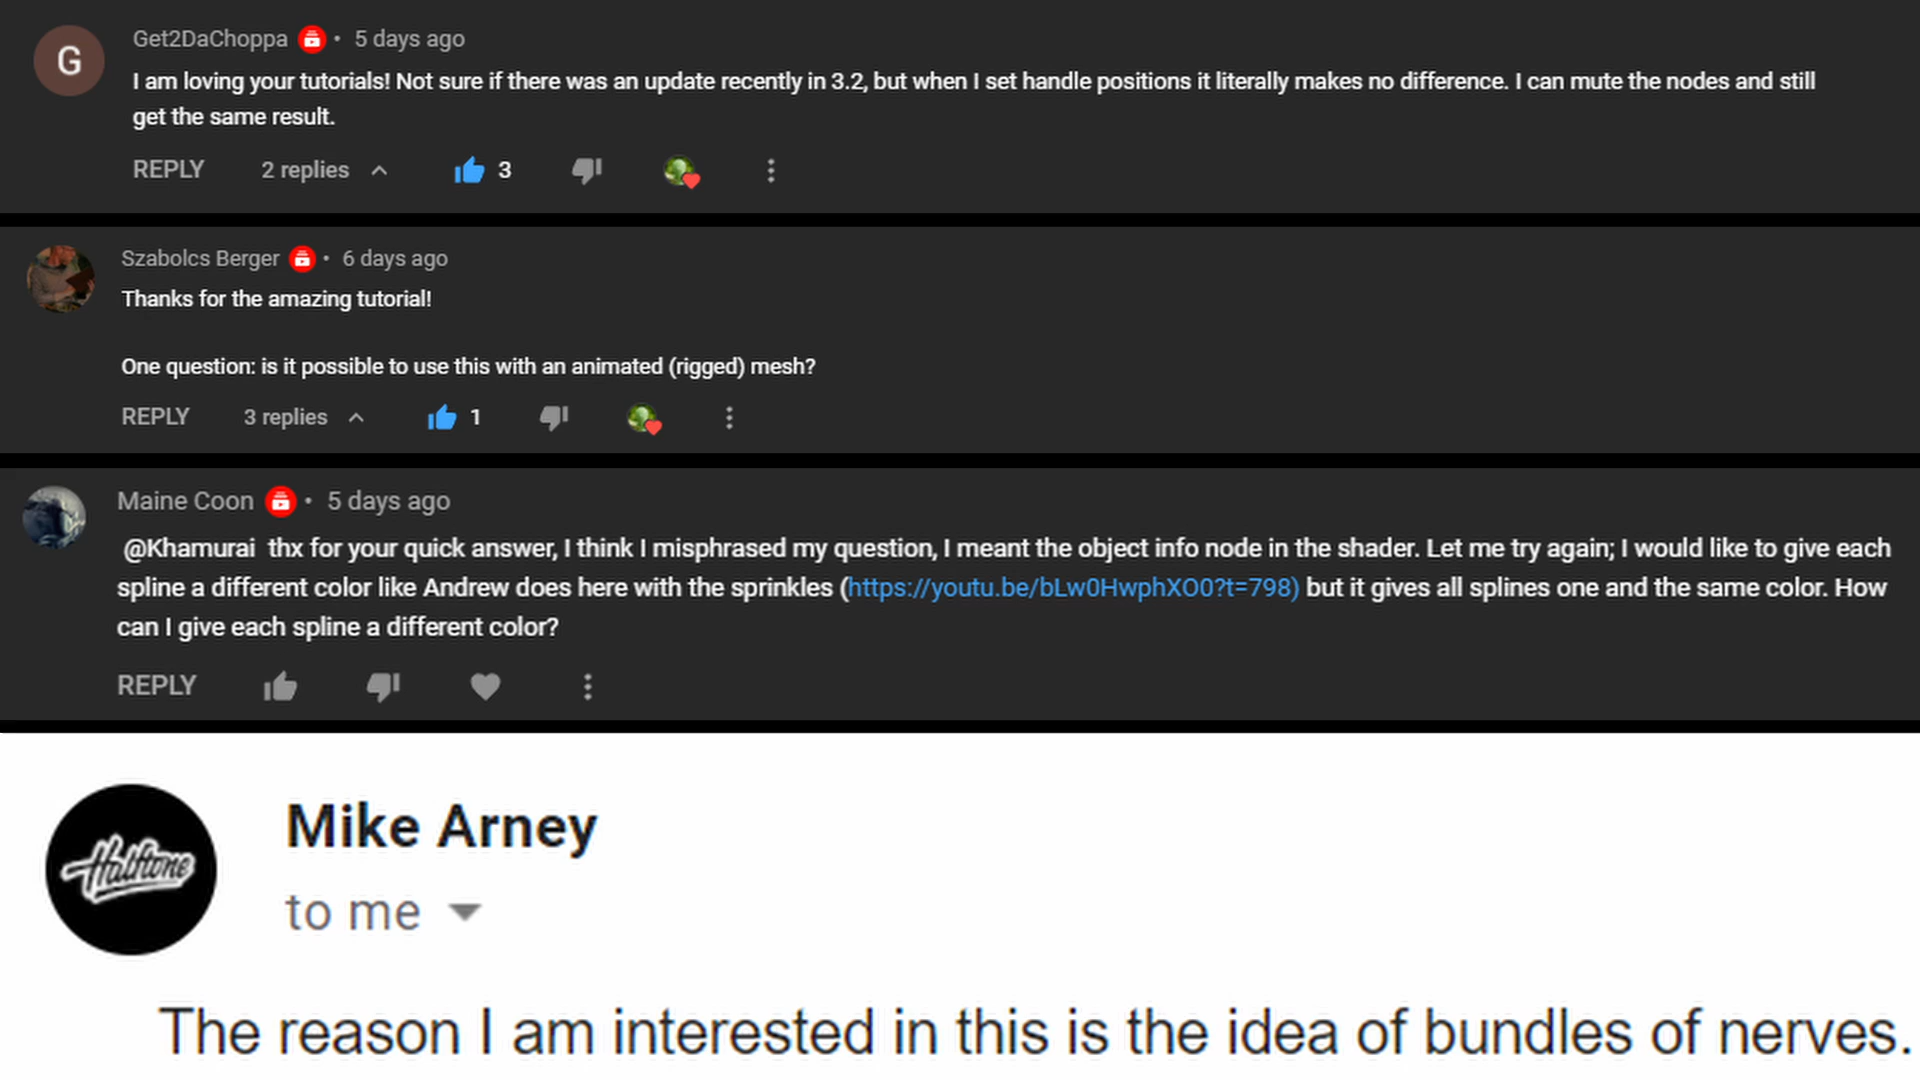 G
Get2DaChoppa • 5 days ago
I am loving your tutorials! Not sure if there was an update recently in 3.2, but when I set handle positions it literally makes no difference. I can mute the nodes and still
get the same result.
REPLY 2 replies 3
Szabolcs Berger • 6 days ago
Thanks for the amazing tutorial!
One question: is it possible to use this with an animated (rigged) mesh?
REPLY 3 replies 1
Maine Coon • 5 days ago
@Khamurai thx for your quick answer, I think I misphrased my question, I meant the object info node in the shader. Let me try again; I would like to give each
spline a different color like Andrew does here with the sprinkles (https://youtu.be/bLw0HwphXO0?t=798) but it gives all splines one and the same color. How
can I give each spline a different color?
REPLY
Halftone
Mike Arney
to me
The reason I am interested in this is the idea of bundles of nerves.